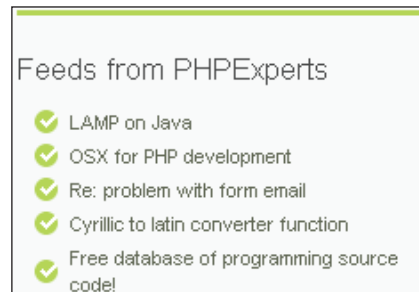 Feeds from PHPExperts
LAMP on Java
OSX for PHP development
Re: problem with form email
Cyrillic to latin converter function
Free database of programming source
code!